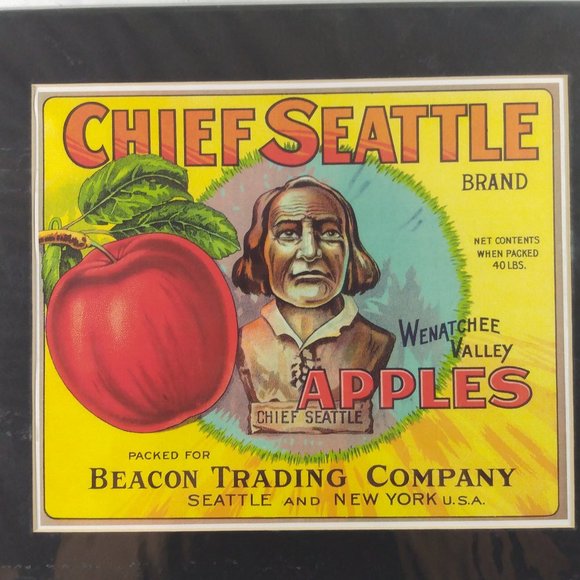 CHIEF SEATTLE
BRAND
NET CONTENTS
WHEN PACKED
40 LBS.
WENATCHEE
VALLEY
APPLES
CHIEF SEATTLE
PACKED FOR
BEACON TRADING COMPANY
SEATTLE AND NEW YORK U.S.A.